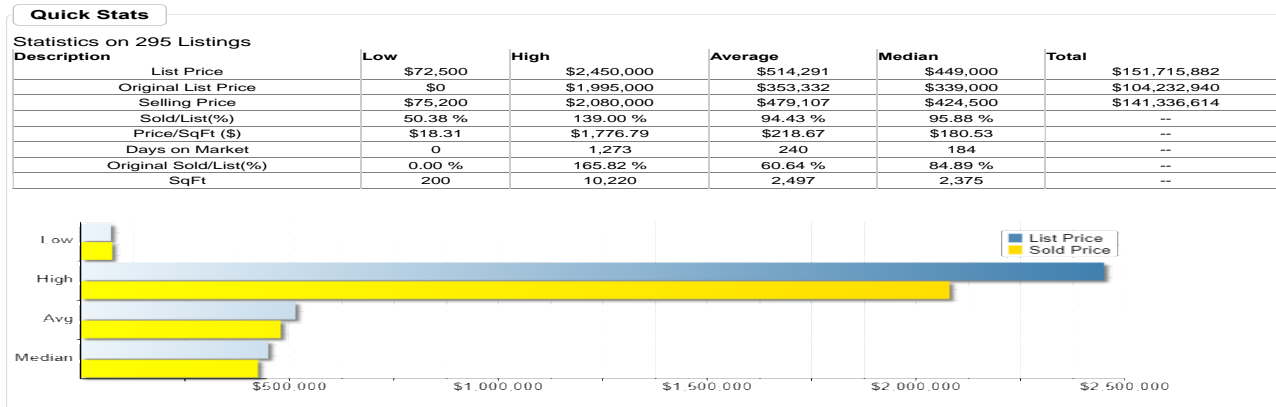 Quick Stats
Statistics on 295 Listings
Description Low High Average Median Total
List Price $72,500 $2,450,000 $514,291 $449,000 $151,715,882
Original List Price $0 $1,995,000 $353,332 $339,000 $104,232,940
Selling Price $75,200 $2,080,000 $479,107 $424,500 $141,336,614
Sold/List(%) 50.38 % 139.00 % 94.43 % 95.88 % --
Price/SqFt ($) $18.31 $1,776.79 $218.67 $180.53 --
Days on Market 0 1,273 240 184 --
Original Sold/List(%) 0.00 % 165.82 % 60.64 % 84.89 % --
SqFt 200 10,220 2,497 2,375 --
Low
List Price
Sold Price
High
Avg
Median
$500,000 $1,000,000 $1,500,000 $2,000,000 $2,500,000